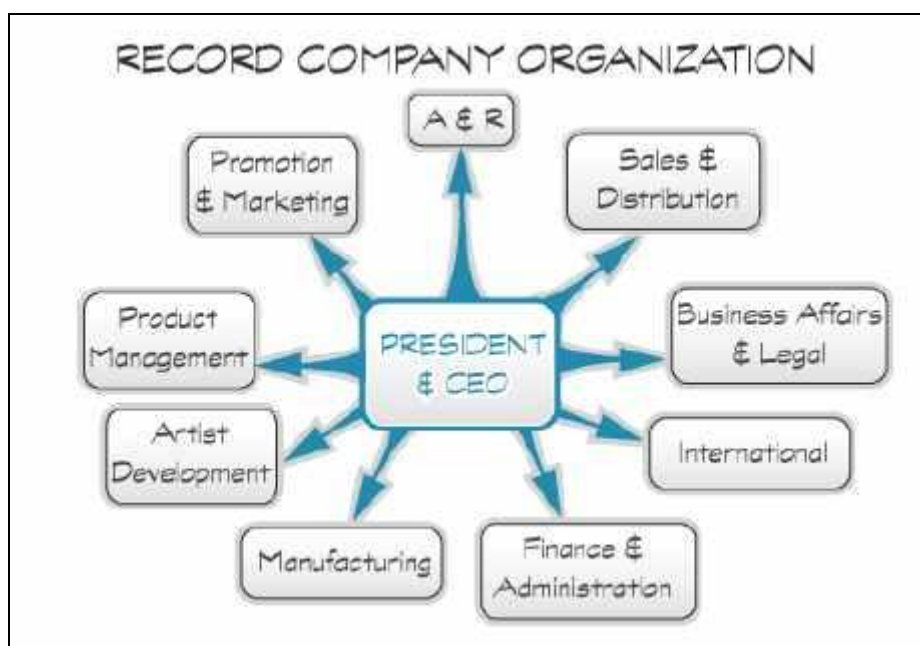 RECORD COMPANY ORGANIZATION
A & R
Promotion
& Marketing
Sales &
Distribution
Product
Management
PRESIDENT
& CEO
Business Affairs
& Legal
Artist
Development
International
Manufacturing
Finance &
Administration